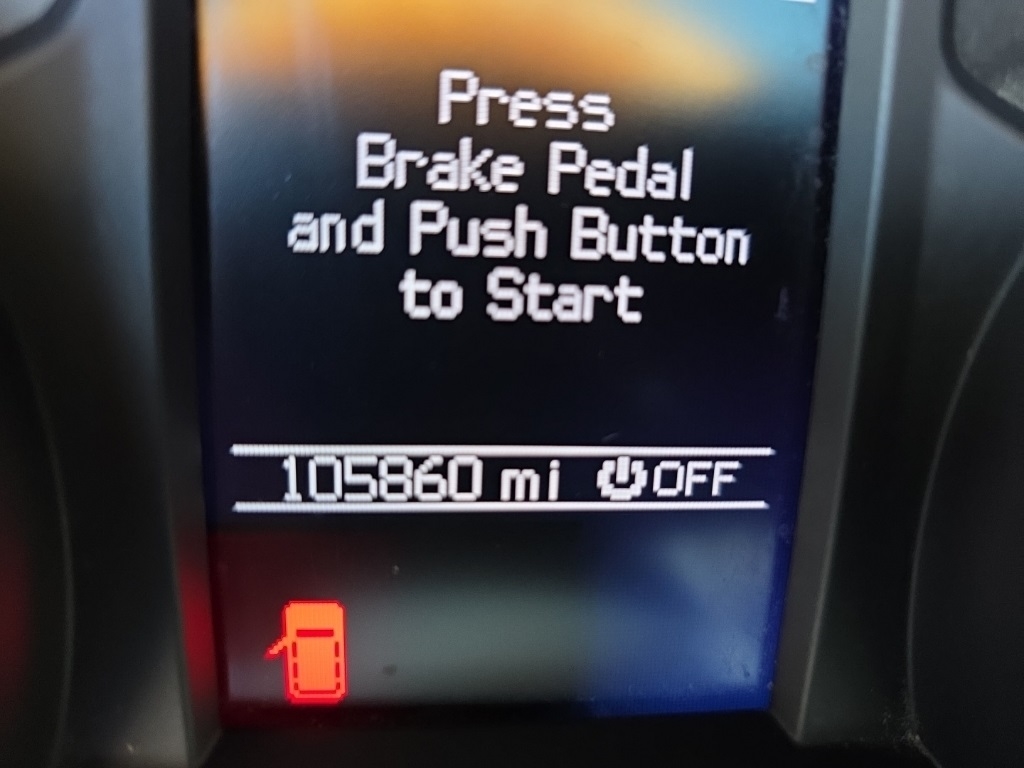 Press
Brake Pedal
and Push Button
to Start
105860 mi OFF